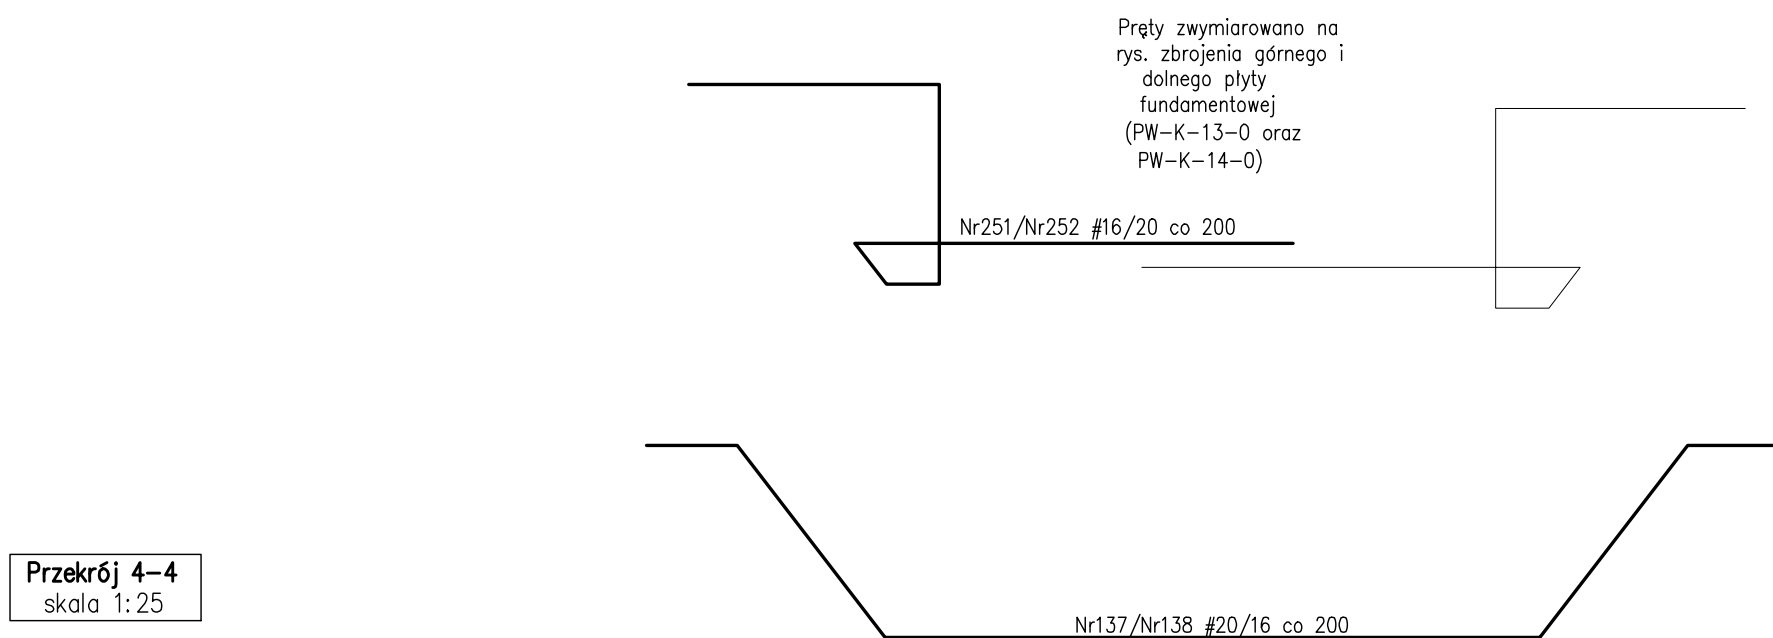 Pręty zwymiarowano na
rys. zbrojenia górnego i
dolnego płyty
fundamentowej
(PW-K-13-0 oraz
PW-K-14-0)
Nr251/Nr252 #16/20 co 200
Przekrój 4-4
skala 1:25
Nr137/Nr138 #20/16 co 200